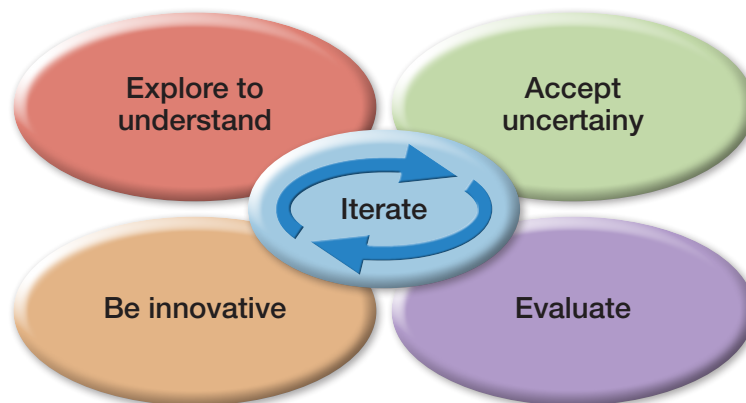 Explore to
understand
Accept
uncertainy
Iterate
Be innovative
Evaluate